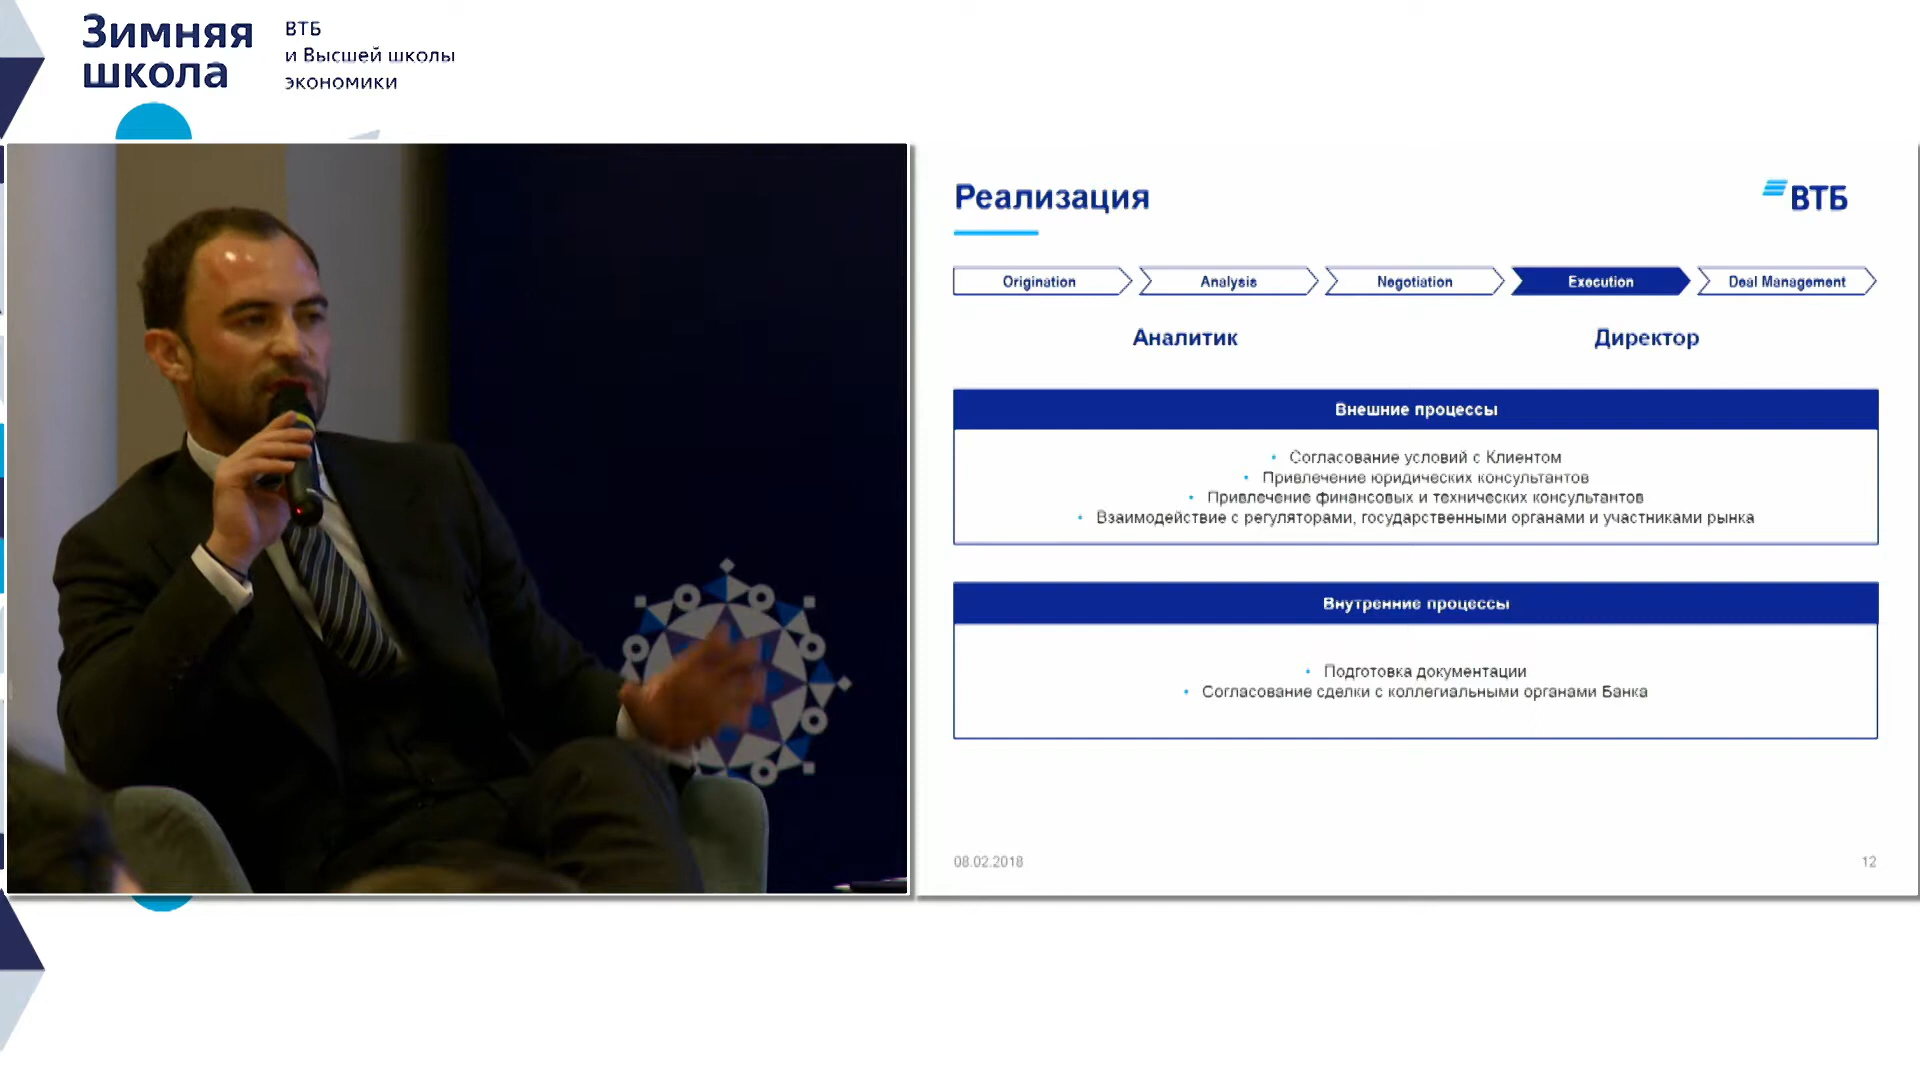 Зимняя
школа
ВТБ
и Высшей школы
экономики
Реализация
ВТБ
Origination
Analysis
Negotiation
Execution
Deal Management
Аналитик
Директор
Внешние процессы
• Согласование условий с Клиентом
• Привлечение юридических консультантов
• Привлечение финансовых и технических консультантов
• Взаимодействие с регуляторами, государственными органами и участниками рынка
Внутренние процессы
• Подготовка документации
• Согласование сделки с коллегиальными органами Банка
08.02.2018
12